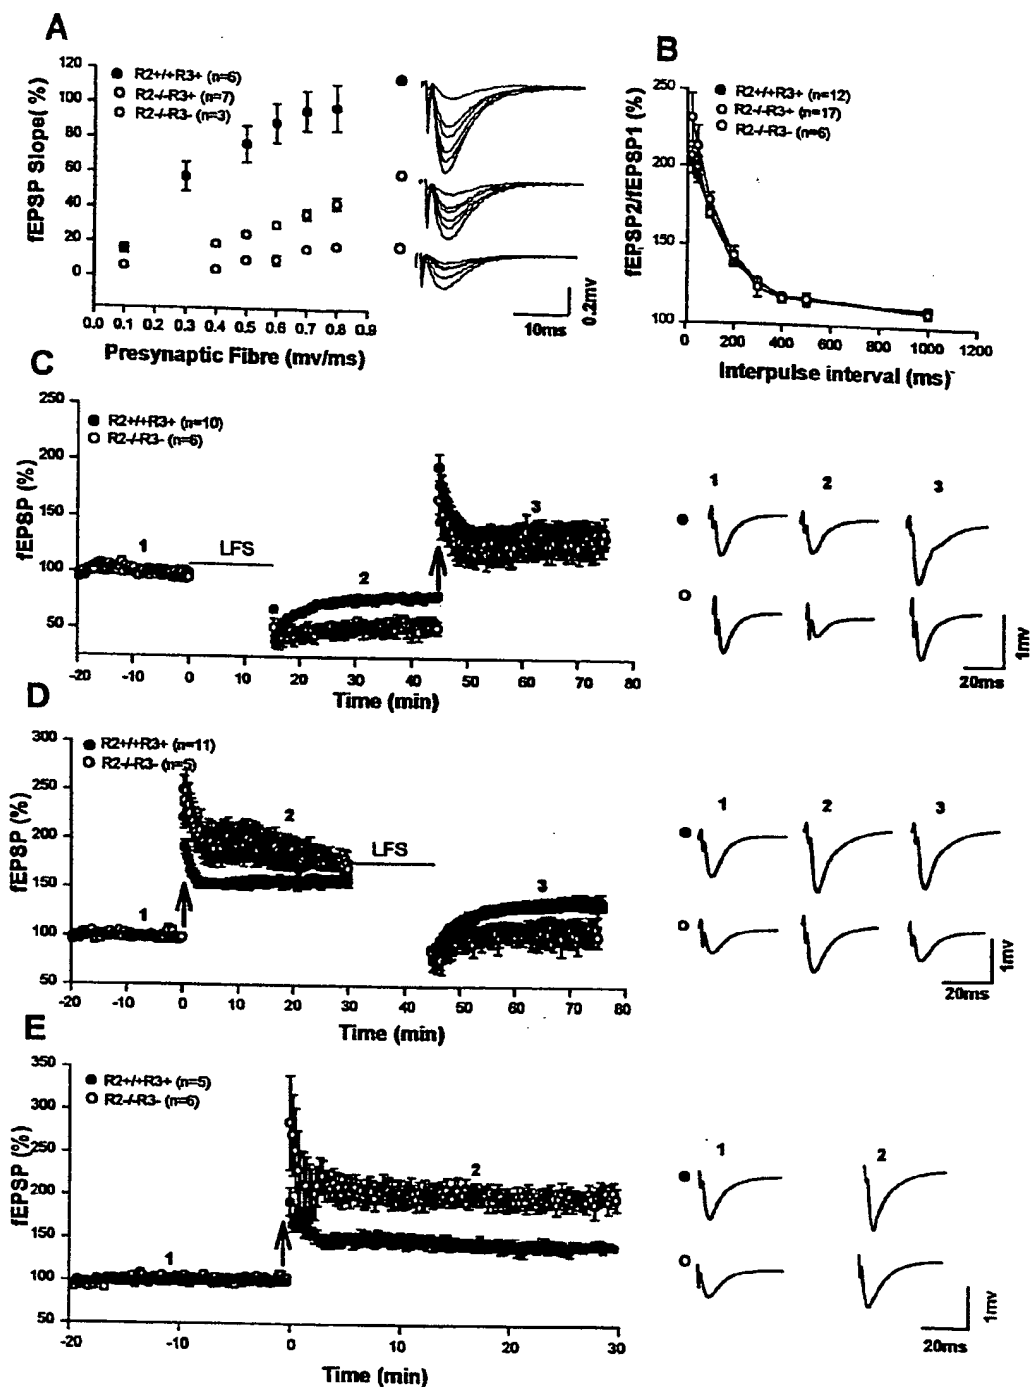 A
fEPSP Slope( %)
120
100
80
60
40
20
0
R2+/+R3+ (n=6)
R2-/-R3+ (n=7)
R2-/-R3- (n=3)
0.0 0.1 0.2 0.3 0.4 0.5 0.6 0.7 0.8 0.9
Presynaptic Fibre (mv/ms)
10ms
0.2mv
B
fEPSP2/fEPSP1 (%)
250
200
150
100
R2+/+R3+ (n=12)
R2-/-R3+ (n=17)
R2-/-R3- (n=6)
0 200 400 600 800 1000 1200
Interpulse interval (ms)
C
fEPSP (%)
250
200
150
100
50
R2+/+R3+ (n=10)
R2-/-R3- (n=6)
1
LFS
2
3
-20 -10 0 10 20 30 40 50 60 70 80
Time (min)
1 2 3
1mv
20ms
D
fEPSP (%)
300
250
200
150
100
50
R2+/+R3+ (n=11)
R2-/-R3- (n=5)
1
2
LFS
3
-20 -10 0 10 20 30 40 50 60 70 80
Time (min)
1 2 3
1mv
20ms
E
fEPSP (%)
350
300
250
200
150
100
50
R2+/+R3+ (n=5)
R2-/-R3- (n=6)
1
2
-20 -10 0 10 20 30
Time (min)
1 2
1mv
20ms